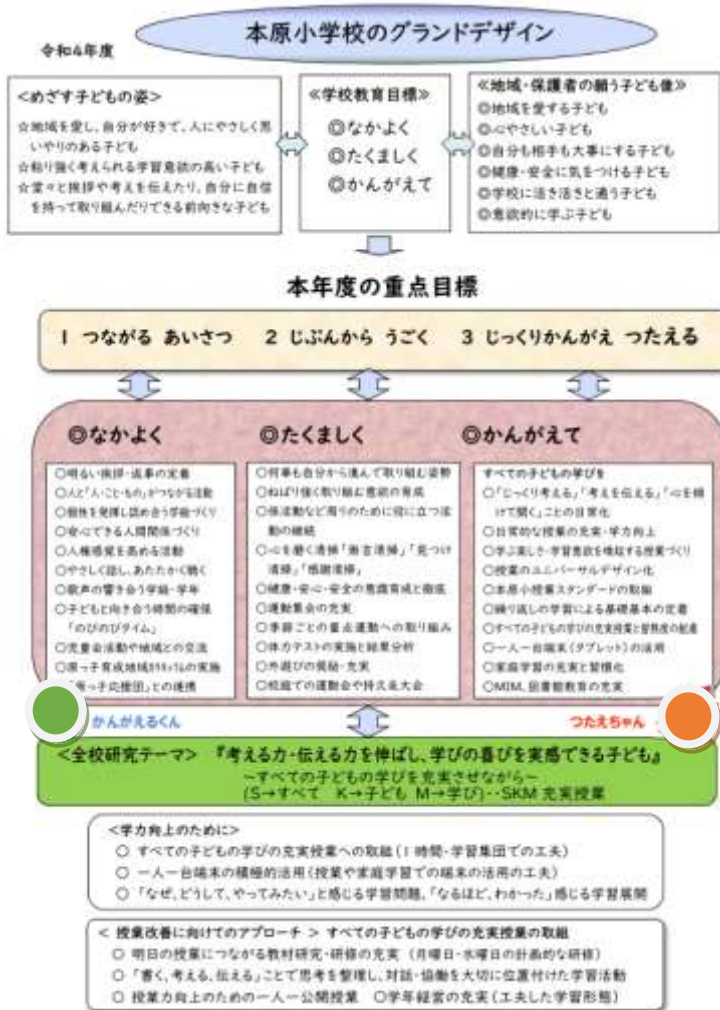 本原小学校のグランドデザイン
令和4年度
<めざす子どもの姿>
☆地域を愛し、自分が好きで、人にやさしく思
いやりのある子ども
☆粘り強く考えられる学習意欲の高い子ども
☆堂々と挨拶や考えを伝えたり、自分に自信
を持って取り組んだりできる前向きな子ども
≪学校教育目標≫
◎なかよく
◎たくましく
◎かんがえて
≪地域・保護者の願う子ども像≫
◎地域を愛する子ども
◎心やさしい子ども
◎自分も相手も大事にする子ども
◎健康・安全に気をつける子ども
◎学校に活き活きと通う子ども
◎意欲的に学ぶ子ども
本年度の重点目標
1 つながる あいさつ 2 じぶんから うごく 3 じっくりかんがえ つたえる
◎なかよく
○明るい挨拶・返事の定着
○人と「人・こと・もの」がつながる活動
○個性を発揮し認め合う学級づくり
○安心できる人間関係づくり
○人権感覚を高める活動
○やさしく話し、あたたかく聴く
○歌声の響き合う学級・学年
○子どもと向き合う時間の確保
「のびのびタイム」
○児童会活動や地域との交流
○原っ子育成地域カリキュラムの実施
「原っ子応援団」との連携
◎たくましく
○何事も自分から進んで取り組む姿勢
○ねばり強く取り組む意欲の育成
○係活動など周りのために役に立つ活
動の継続
○心を磨く清掃「無言清掃」「見つけ
清掃」「感謝清掃」
○健康・安心・安全の意識育成と徹底
○運動集会の充実
○季節ごとの重点運動への取り組み
○体力テストの実施と結果分析
○外遊びの奨励・充実
○校庭での運動会や持久走大会
◎かんがえて
すべての子どもの学びを
○「じっくり考える」「考えを伝える」「心を傾
けて聞く」ことの日常化
○日常的な授業の充実・学力向上
○学ぶ楽しさ・学習意欲を喚起する授業づくり
○授業のユニバーサルデザイン化
○本原小授業スタンダードの取組
○繰り返しの学習による基礎基本の定着
○すべての子どもの学びの充実授業と習熟度の配慮
○一人一台端末(タブレット)の活用
○家庭学習の充実と習慣化
○MIM、図書館教育の充実
かんがえるくん
つたえちゃん
<全校研究テーマ> 『考える力・伝える力を伸ばし、学びの喜びを実感できる子ども』
~すべての子どもの学びを充実させながら~
(S→すべて K→子ども M→学び)‥SKM 充実授業
<学力向上のために>
○ すべての子どもの学びの充実授業への取組(1時間・学習集団での工夫)
○ 一人一台端末の積極的活用(授業や家庭学習での端末の活用の工夫)
○ 「なぜ、どうして、やってみたい」と感じる学習問題、「なるほど、わかった」感じる学習展開
< 授業改善に向けてのアプローチ > すべての子どもの学びの充実授業の取組
○ 明日の授業につながる教材研究・研修の充実 (月曜日・水曜日の計画的な研修)
○ 「書く、考える、伝える」ことで思考を整理し、対話・協働を大切に位置付けた学習活動
○ 授業力向上のための一人一公開授業 ○学年経営の充実(工夫した学習形態)